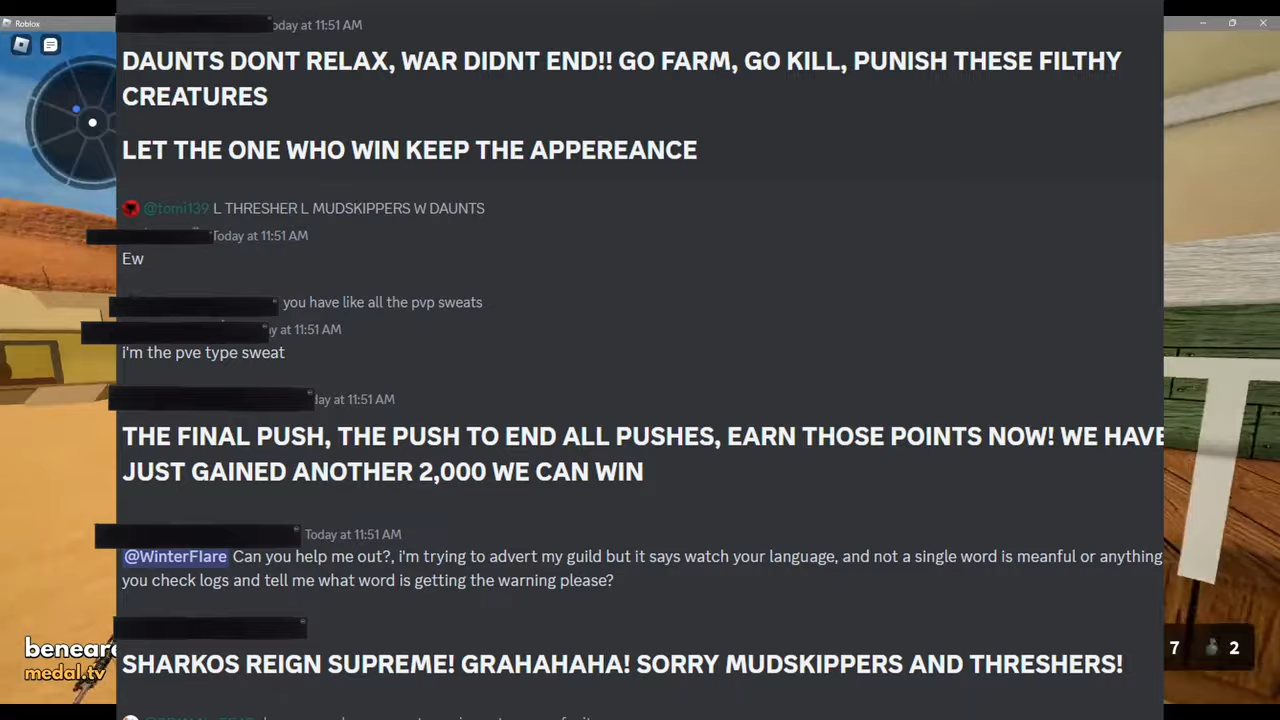 Roblox
oday at 11:51 AM
DAUNTS DONT RELAX, WAR DIDNT END!! GO FARM, GO KILL, PUNISH THESE FILTHY
CREATURES
LET THE ONE WHO WIN KEEP THE APPEREANCE
@tomi139 L THRESHER L MUDSKIPPERS W DAUNTS
Today at 11:51 AM
Ew
you have like all the pvp sweats
ay at 11:51 AM
i'm the pve type sweat
day at 11:51 AM
THE FINAL PUSH, THE PUSH TO END ALL PUSHES, EARN THOSE POINTS NOW! WE HAVE
JUST GAINED ANOTHER 2,000 WE CAN WIN
Today at 11:51 AM
@WinterFlare Can you help me out?, i'm trying to advert my guild but it says watch your language, and not a single word is meanful or anything
you check logs and tell me what word is getting the warning please?
SHARKOS REIGN SUPREME! GRAHAHAHA! SORRY MUDSKIPPERS AND THRESHERS!
beneare
medal.tv
7 2
T